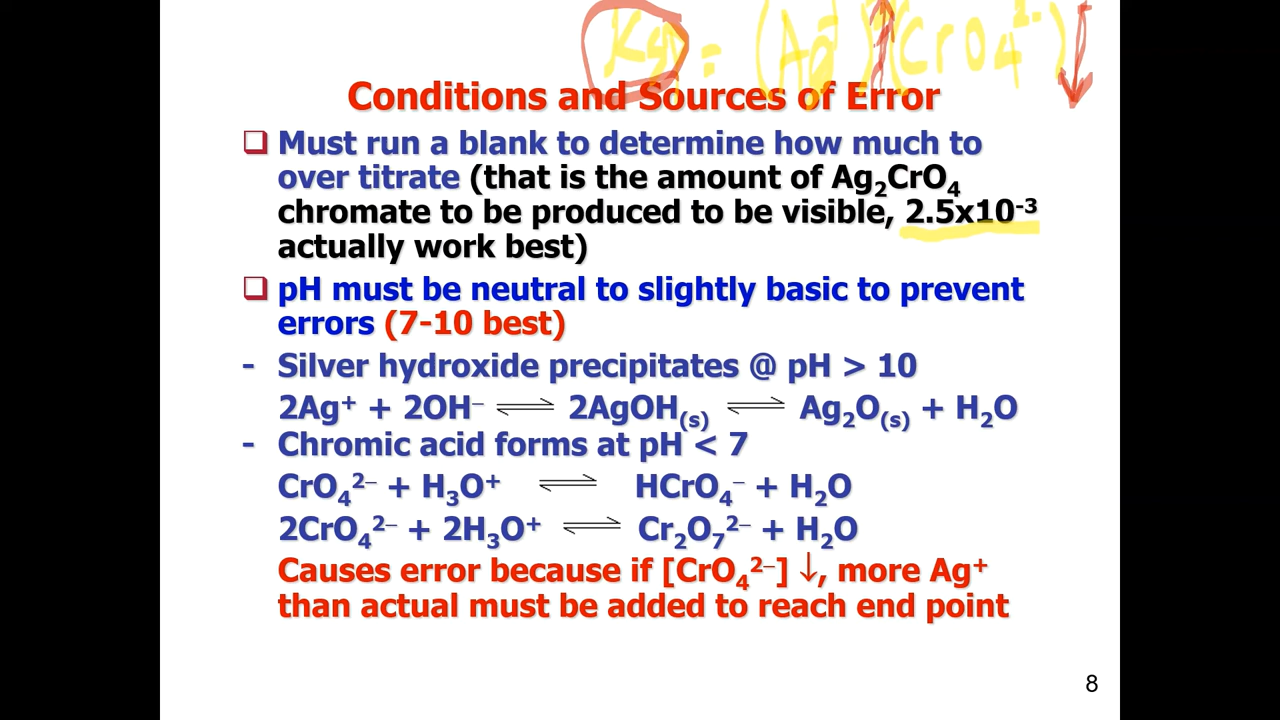 Ksp = (Ag )(CrO4²⁻)
Conditions and Sources of Error
❑ Must run a blank to determine how much to
over titrate (that is the amount of Ag₂CrO₄
chromate to be produced to be visible, 2.5x10⁻³
actually work best)
❑ pH must be neutral to slightly basic to prevent
errors (7-10 best)
- Silver hydroxide precipitates @ pH > 10
2Ag⁺ + 2OH⁻ ⇌ 2AgOH₍s₎ ⇌ Ag₂O₍s₎ + H₂O
- Chromic acid forms at pH < 7
CrO₄²⁻ + H₃O⁺ ⇌ HCrO₄⁻ + H₂O
2CrO₄²⁻ + 2H₃O⁺ ⇌ Cr₂O₇²⁻ + H₂O
Causes error because if [CrO₄²⁻] ↓, more Ag⁺
than actual must be added to reach end point
8